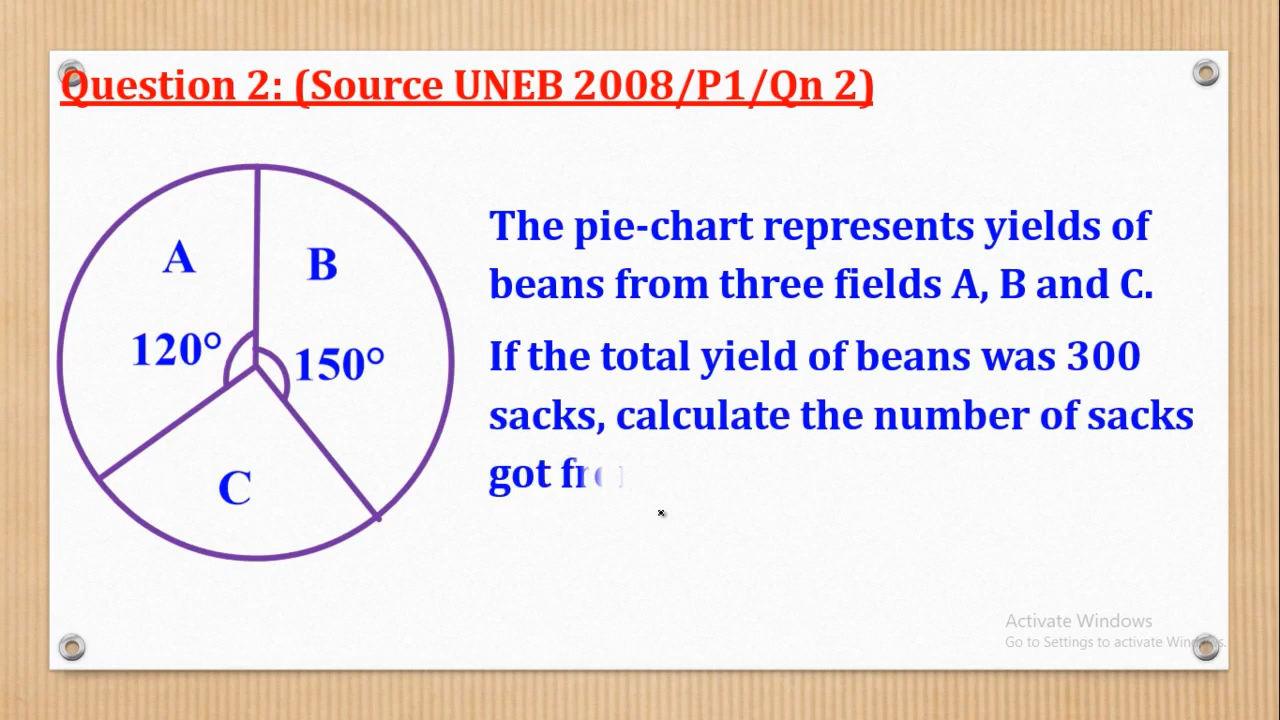 Question 2: (Source UNEB 2008/P1/Qn 2)
A
B
120°
150°
C
The pie-chart represents yields of
beans from three fields A, B and C.
If the total yield of beans was 300
sacks, calculate the number of sacks
got
Activate Windows
Go to Settings to activate Windows.